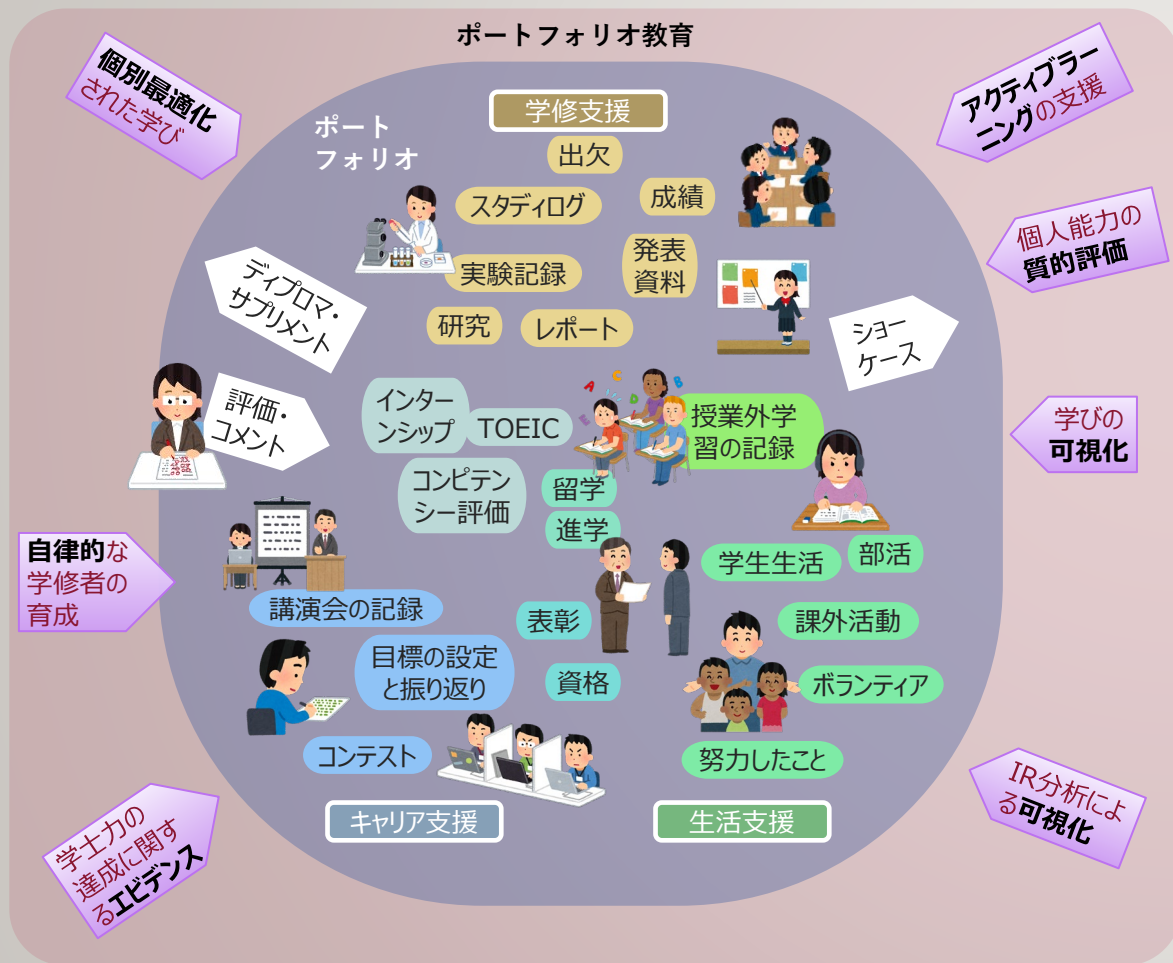 ポートフォリオ教育
個別最適化
された学び
アクティブラー
ニングの支援
ポート
フォリオ
学修支援
出欠
スタディログ
成績
個人能力の
質的評価
発表
資料
実験記録
ディプロマ・
サプリメント
研究
レポート
ショー
ケース
評価・
コメント
インター
ンシップ
TOEIC
A
C
B
D
E
授業外学
習の記録
学びの
可視化
コンピテン
シー評価
留学
進学
自律的な
学修者の
育成
学生生活
部活
講演会の記録
表彰
課外活動
目標の設定
と振り返り
資格
ボランティア
コンテスト
努力したこと
IR分析によ
る可視化
キャリア支援
生活支援
学士力の
達成に関す
るエビデンス